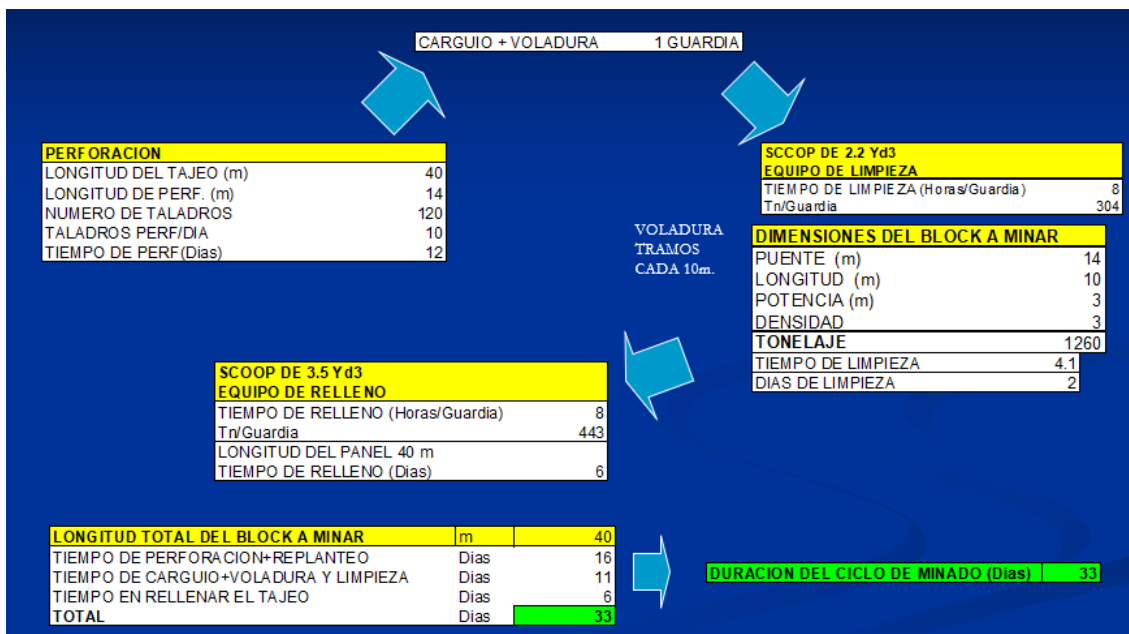 CARGUIO + VOLADURA 1 GUARDIA
PERFORACION
LONGITUD DEL TAJEO (m) 40
LONGITUD DE PERF. (m) 14
NUMERO DE TALADROS 120
TALADROS PERF/DIA 10
TIEMPO DE PERF(Dias) 12
SCCOP DE 2.2 Yd3
EQUIPO DE LIMPIEZA
TIEMPO DE LIMPIEZA (Horas/Guardia) 8
Tn/Guardia 304
VOLADURA
TRAMOS
CADA 10m.
DIMENSIONES DEL BLOCK A MINAR
PUENTE (m) 14
LONGITUD (m) 10
POTENCIA (m) 3
DENSIDAD 3
TONELAJE 1260
TIEMPO DE LIMPIEZA 4.1
DIAS DE LIMPIEZA 2
SCOOP DE 3.5 Yd3
EQUIPO DE RELLENO
TIEMPO DE RELLENO (Horas/Guardia) 8
Tn/Guardia 443
LONGITUD DEL PANEL 40 m
TIEMPO DE RELLENO (Dias) 6
LONGITUD TOTAL DEL BLOCK A MINAR m 40
TIEMPO DE PERFORACION+REPLANTEO Dias 16
TIEMPO DE CARGUIO+VOLADURA Y LIMPIEZA Dias 11
TIEMPO EN RELLENAR EL TAJEO Dias 6
TOTAL Dias 33
DURACION DEL CICLO DE MINADO (Dias) 33